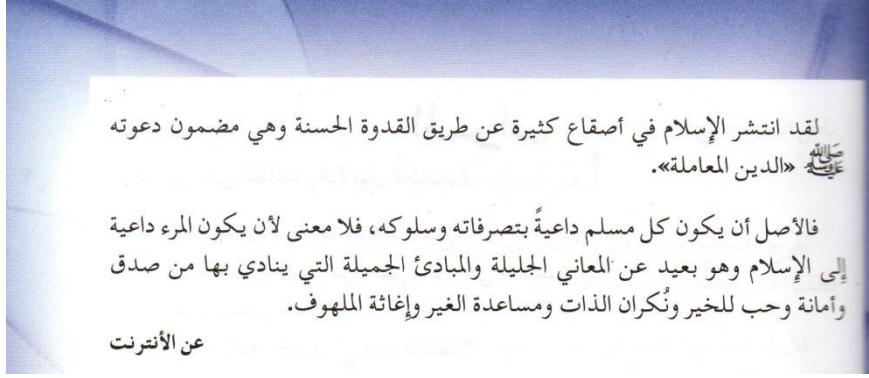 لقد انتشر الإسلام في أصقاع كثيرة عن طريق القدوة الحسنة وهي مضمون دعوته
ﷺ «الدين المعاملة».
فالأصل أن يكون كل مسلم داعيةً بتصرفاته وسلوكه، فلا معنى لأن يكون المرء داعية
إلى الإسلام وهو بعيد عن المعاني الجليلة والمبادئ الجميلة التي ينادي بها من صدق
وأمانة وحب للخير ونُكران الذات ومساعدة الغير وإغاثة الملهوف.
عن الأنترنت